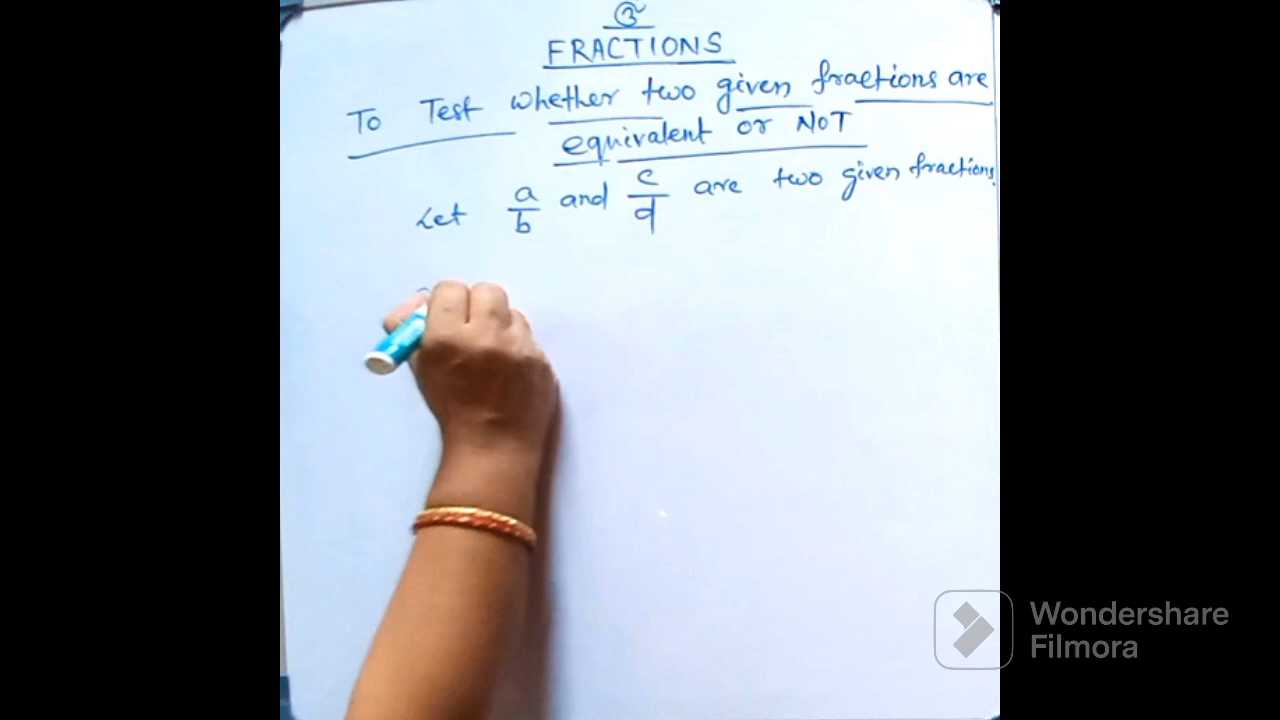 FRACTIONS
To Test whether two given fractions are
equivalent or NOT
Let a/b and c/d are two given fractions.
Wondershare
Filmora